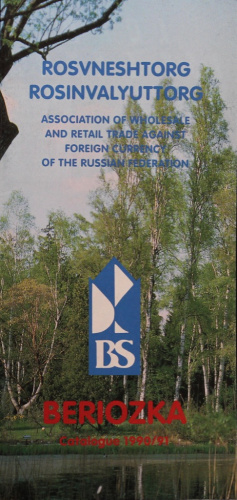 ROSVNESHTORG
ROSINVALYUTTORG
ASSOCIATION OF WHOLESALE
AND RETAIL TRADE AGAINST
FOREIGN CURRENCY
OF THE RUSSIAN FEDERATION
BS
BERIOZKA
Catalogue 1990/91